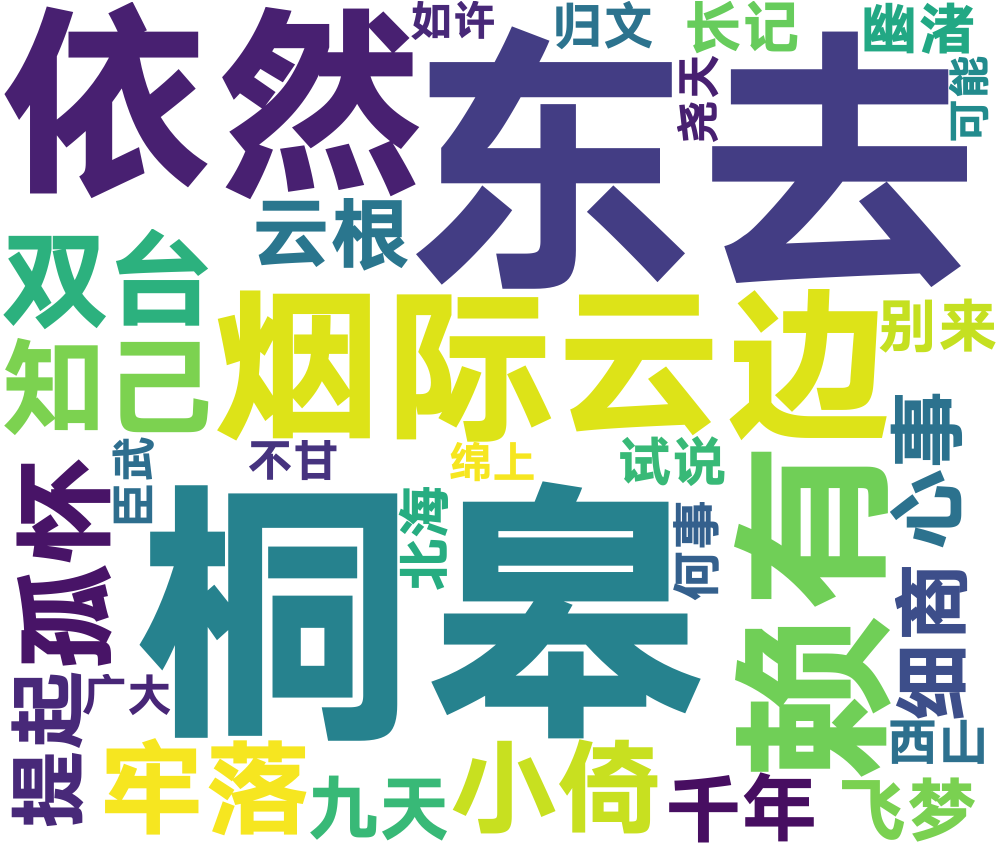 依然
如许
归文
长记
幽渚
东去
尧天
可能
云根
双台
知己
烟际云边
别来
心事
臣武
不甘
绵上
试说
孤怀
桐皋
北海
何事
赖有
细商
提起
广大
西山
牢落
九天
小倚
千年
飞梦